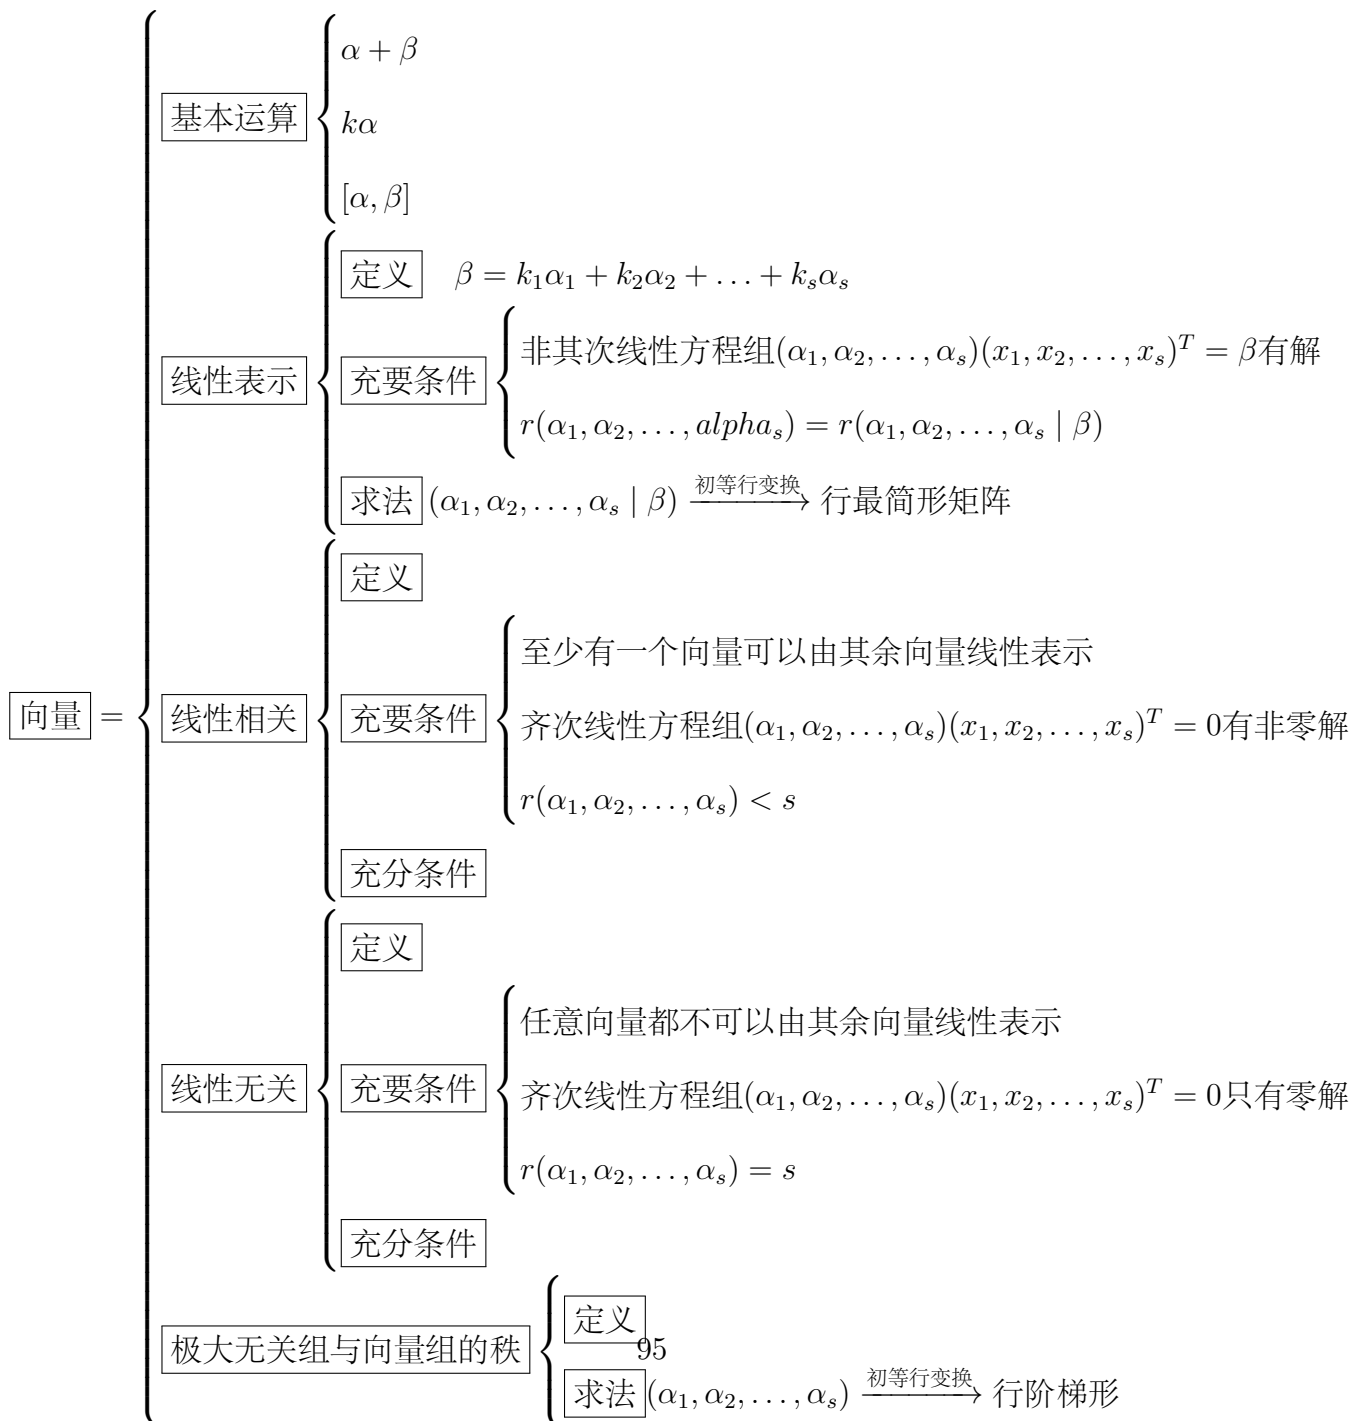 α + β
基本运算
kα
[α, β]
定义 β = k₁α₁ + k₂α₂ + … + kₛαₛ
非其次线性方程组(α₁, α₂, …, αₛ)(x₁, x₂, …, xₛ)ᵀ = β有解
线性表示
充要条件
r(α₁, α₂, …, alphaₛ) = r(α₁, α₂, …, αₛ | β)
求法 (α₁, α₂, …, αₛ | β) 初等行变换→ 行最简形矩阵
定义
至少有一个向量可以由其余向量线性表示
向量 =
线性相关
充要条件
齐次线性方程组(α₁, α₂, …, αₛ)(x₁, x₂, …, xₛ)ᵀ = 0有非零解
r(α₁, α₂, …, αₛ) < s
充分条件
定义
任意向量都不可以由其余向量线性表示
线性无关
充要条件
齐次线性方程组(α₁, α₂, …, αₛ)(x₁, x₂, …, xₛ)ᵀ = 0只有零解
r(α₁, α₂, …, αₛ) = s
充分条件
定义
极大无关组与向量组的秩
95
求法 (α₁, α₂, …, αₛ) 初等行变换→ 行阶梯形